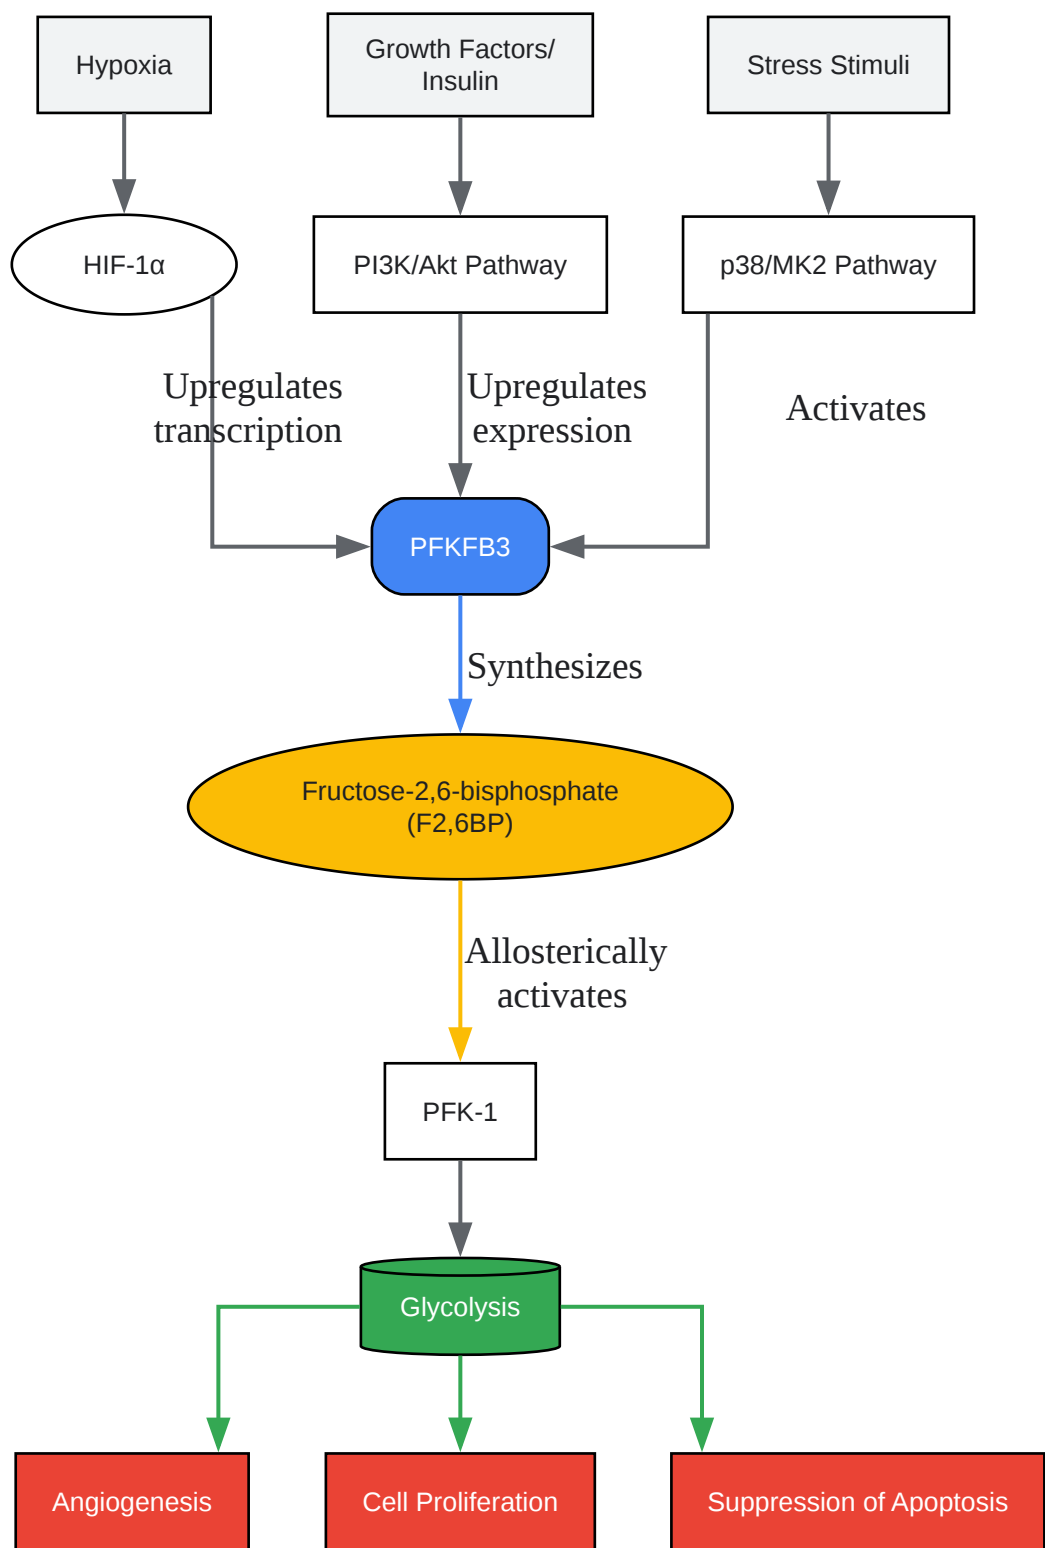 Hypoxia
Growth Factors/
Insulin
Stress Stimuli
HIF-1α
PI3K/Akt Pathway
p38/MK2 Pathway
Upregulates
transcription
Upregulates
expression
Activates
PFKFB3
Synthesizes
Fructose-2,6-bisphosphate
(F2,6BP)
Allosterically
activates
PFK-1
Glycolysis
Angiogenesis
Cell Proliferation
Suppression of Apoptosis